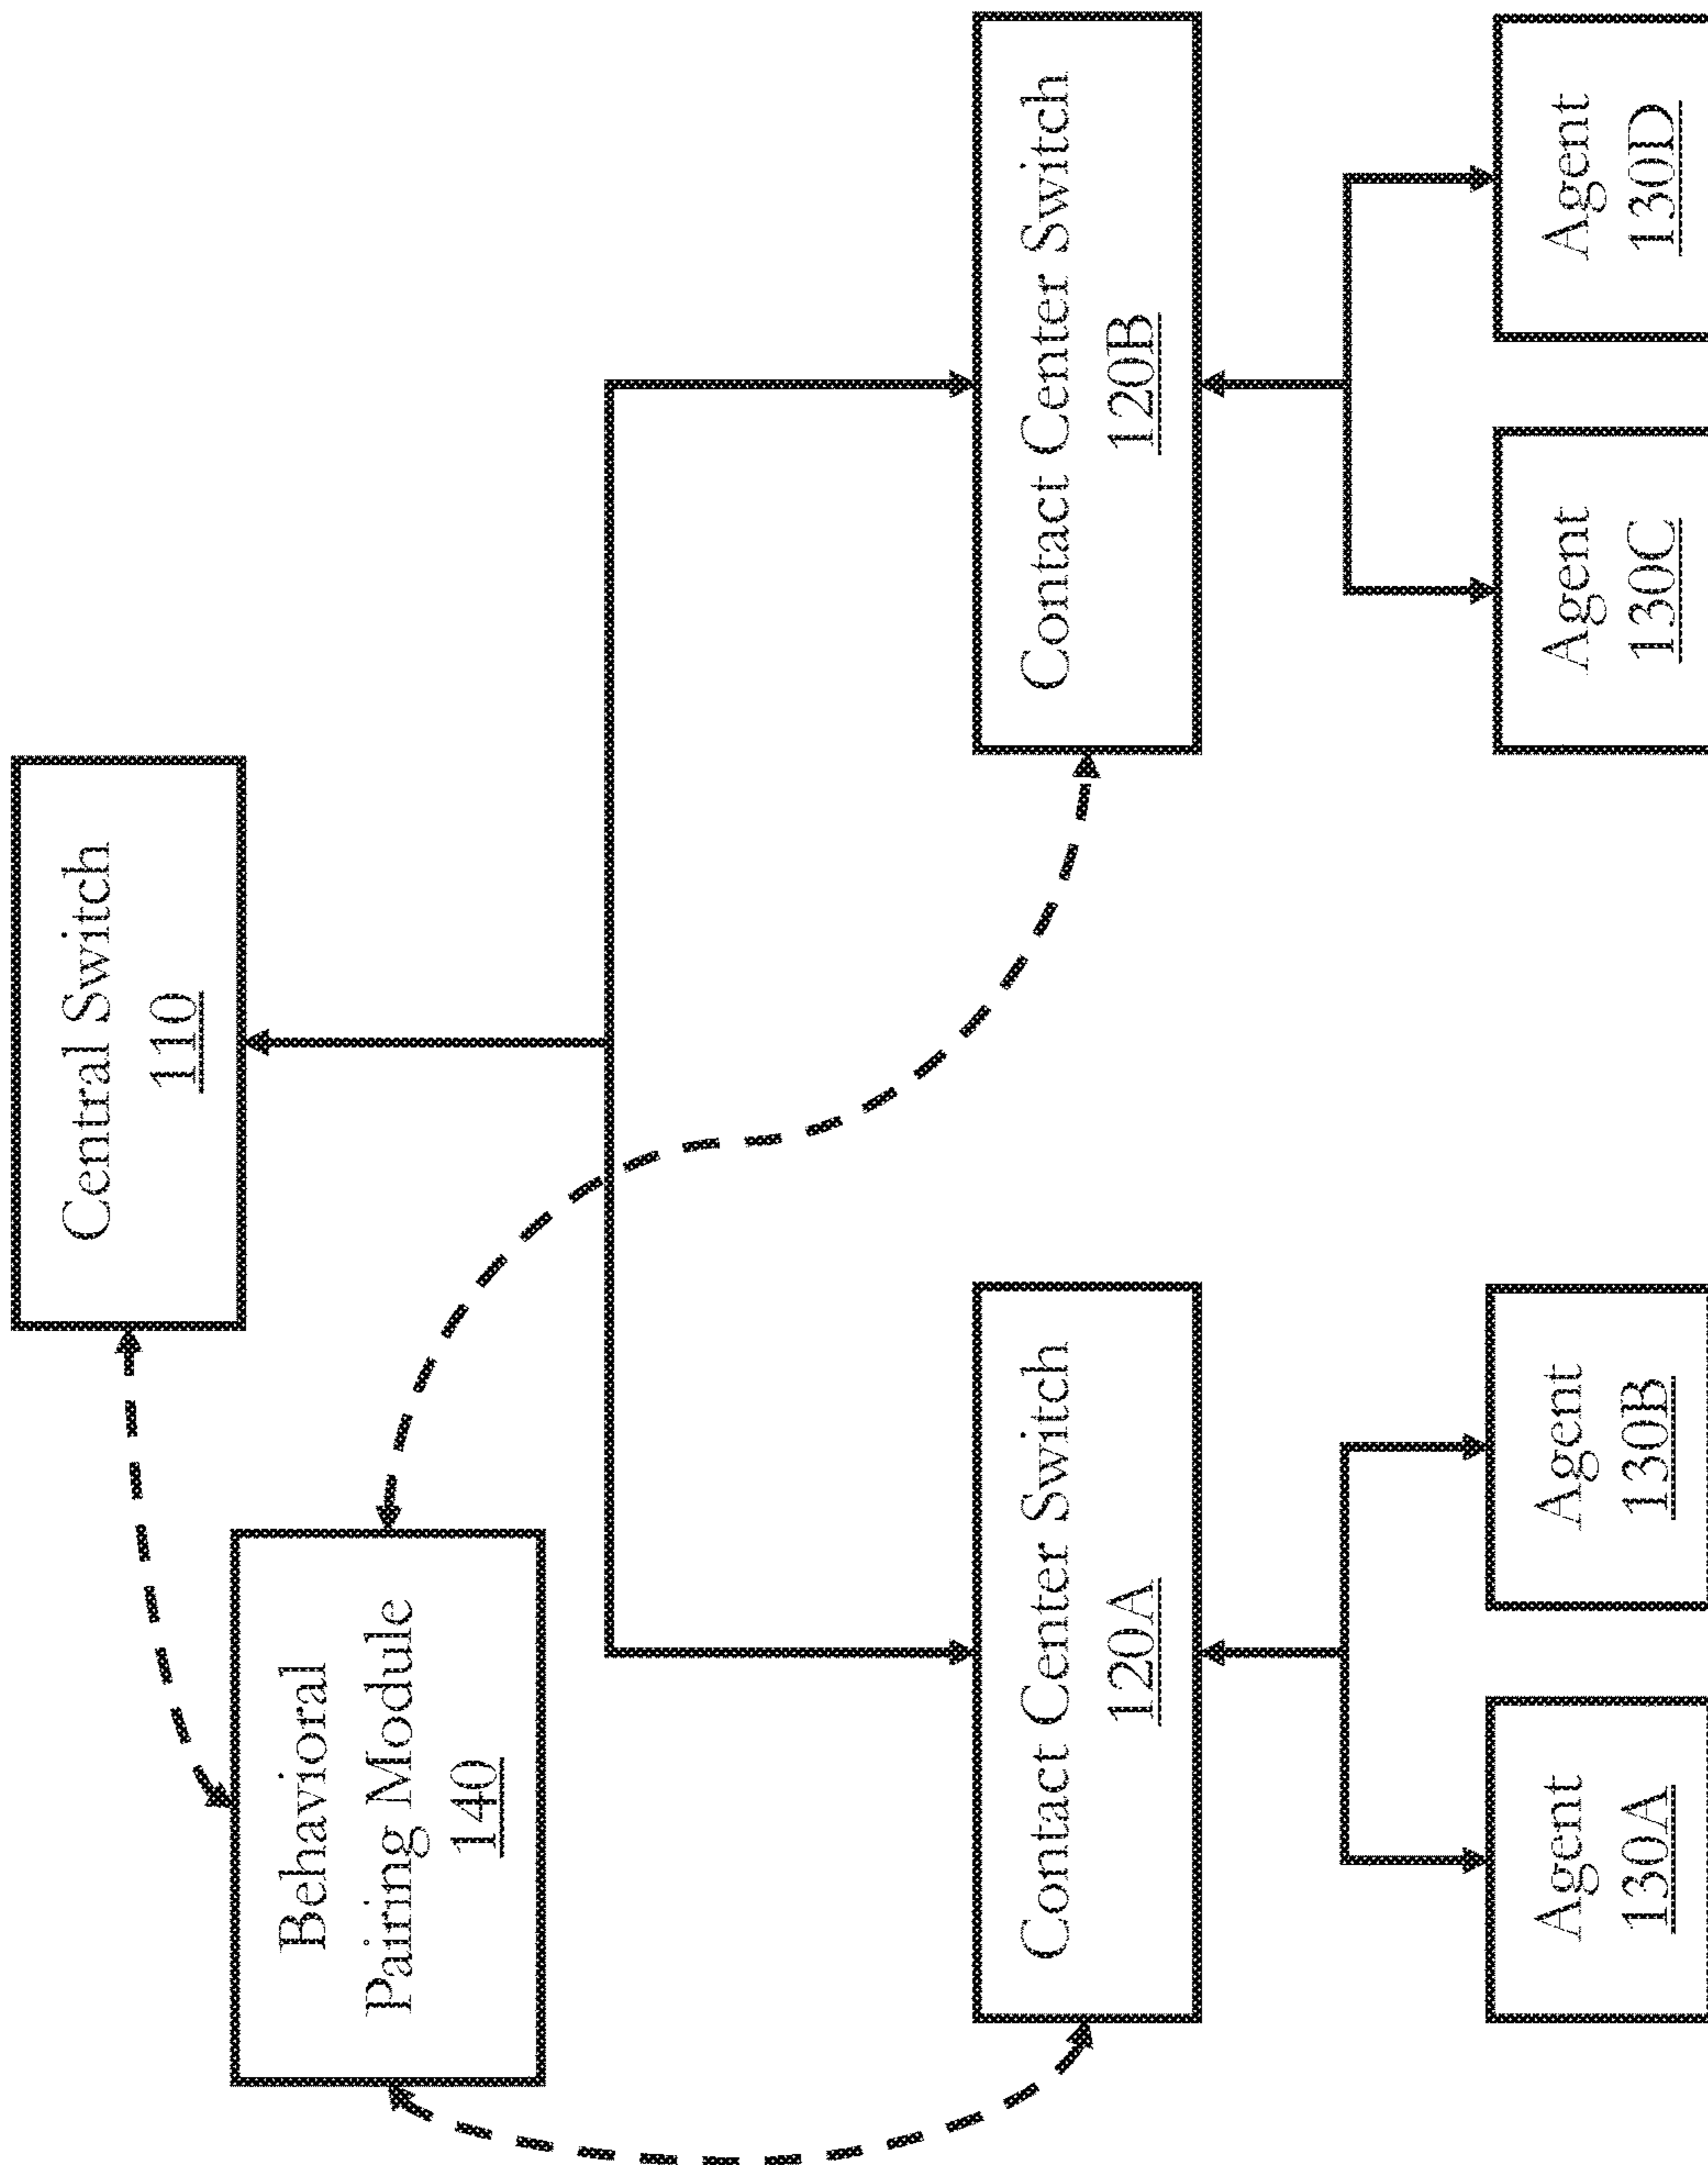 Central Switch
110
Behavioral
Pairing Module
140
Contact Center Switch
120A
Contact Center Switch
120B
Agent
130A
Agent
130B
Agent
130C
Agent
130D